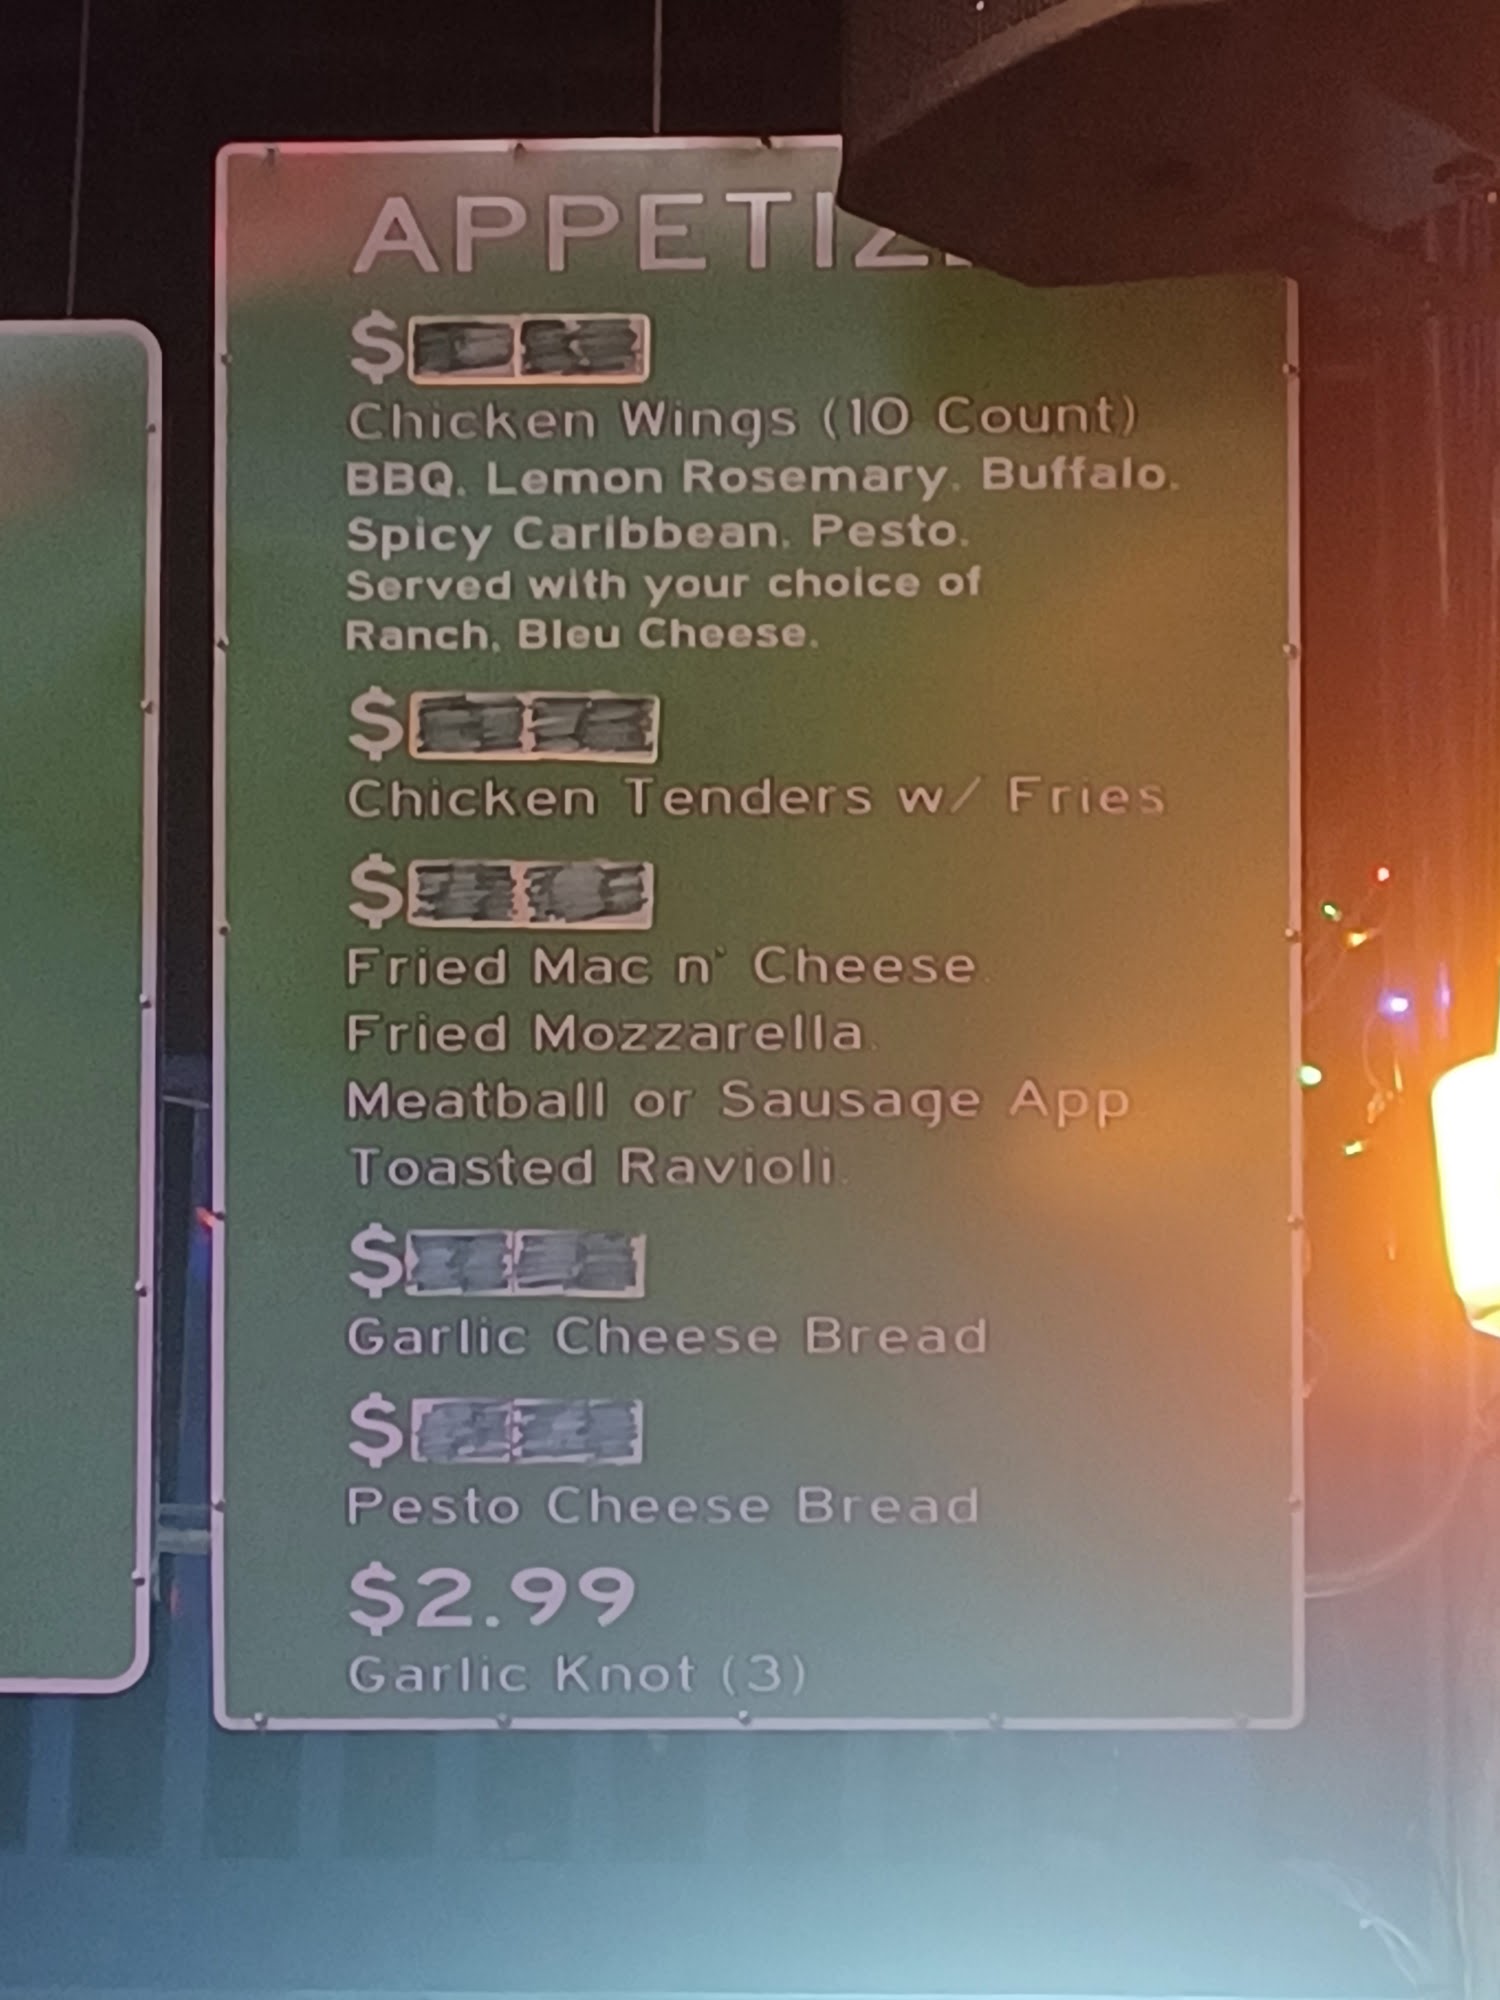 APPETIZ
$
Chicken Wings (10 Count)
BBQ, Lemon Rosemary, Buffalo,
Spicy Caribbean, Pesto.
Served with your choice of
Ranch, Bleu Cheese.
$
Chicken Tenders w/ Fries
$
Fried Mac n' Cheese
Fried Mozzarella
Meatball or Sausage App
Toasted Ravioli
$
Garlic Cheese Bread
$
Pesto Cheese Bread
$2.99
Garlic Knot (3)